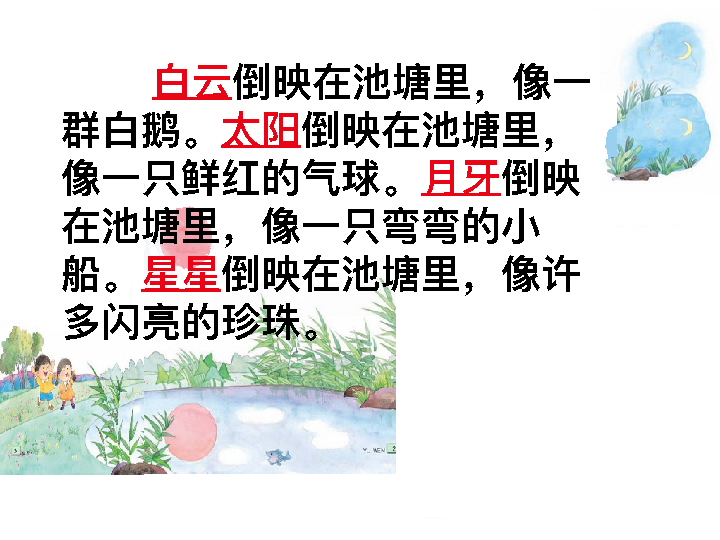 白云倒映在池塘里，像一
群白鹅。太阳倒映在池塘里，
像一只鲜红的气球。月牙倒映
在池塘里，像一只弯弯的小
船。星星倒映在池塘里，像许
多闪亮的珍珠。